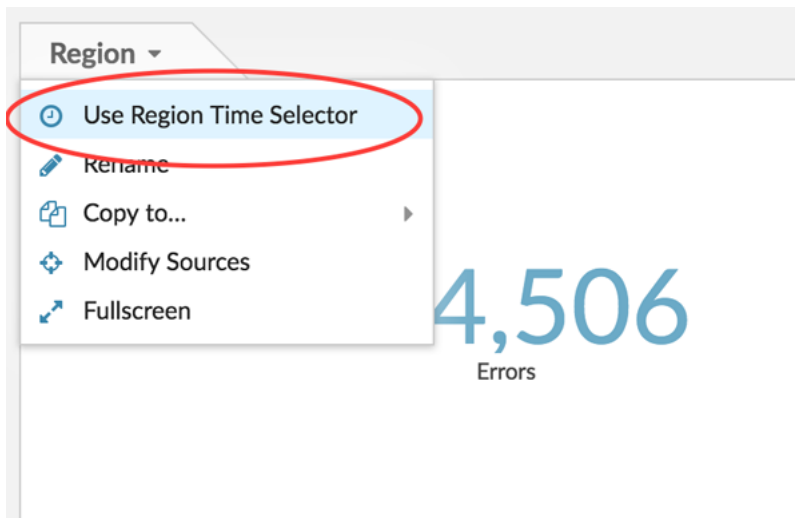 Region
Use Region Time Selector
Rename
Copy to...
Modify Sources
Fullscreen
4,506
Errors